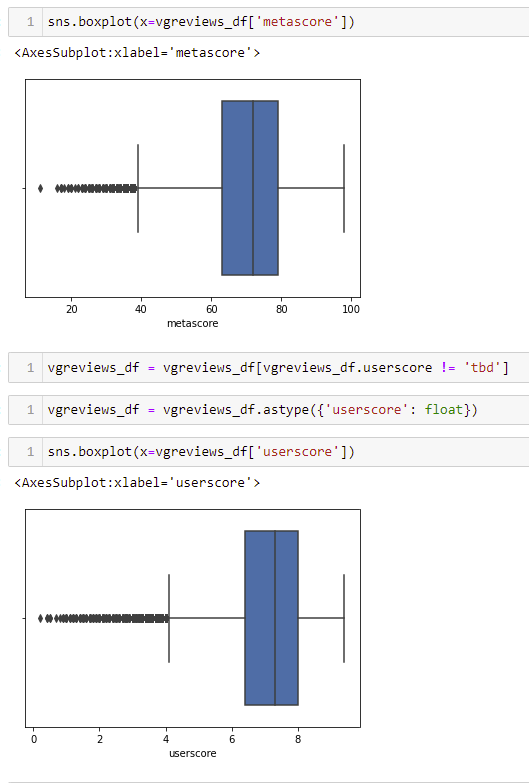 1 sns.boxplot(x=vgreviews_df['metascore'])
<AxesSubplot:xlabel='metascore'>
20 40 60 80 100
metascore
1 vgreviews_df = vgreviews_df[vgreviews_df.userscore != 'tbd']
1 vgreviews_df = vgreviews_df.astype({'userscore': float})
1 sns.boxplot(x=vgreviews_df['userscore'])
<AxesSubplot:xlabel='userscore'>
0 2 4 6 8
userscore